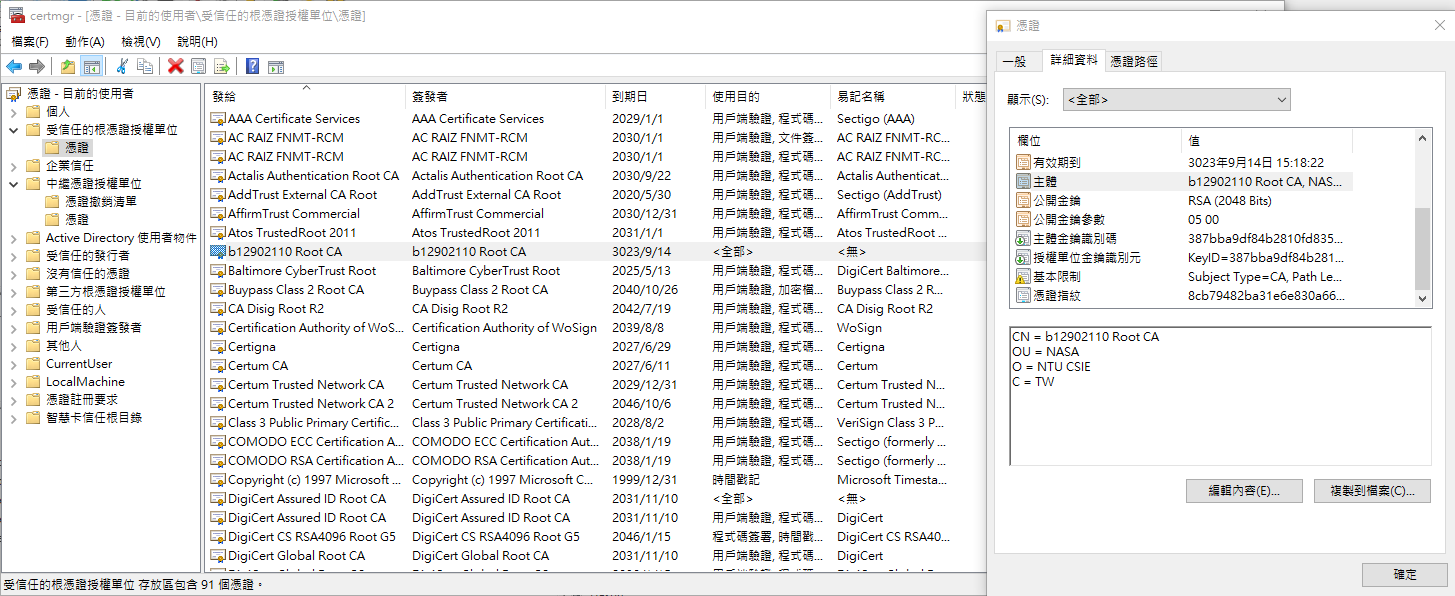 certmgr - [憑證 - 目前的使用者\受信任的根憑證授權單位\憑證]
檔案(F) 動作(A) 檢視(V) 說明(H)
憑證 - 目前的使用者
個人
受信任的根憑證授權單位
憑證
企業信任
中繼憑證授權單位
憑證撤銷清單
憑證
Active Directory 使用者物件
受信任的發行者
沒有信任的憑證
第三方根憑證授權單位
受信任的人
用戶端驗證簽發者
其他人
CurrentUser
LocalMachine
憑證註冊要求
智慧卡信任根目錄
發給 簽發者 到期日 使用目的 易記名稱 狀態
AAA Certificate Services AAA Certificate Services 2029/1/1 用戶端驗證, 程式碼... Sectigo (AAA)
AC RAIZ FNMT-RCM AC RAIZ FNMT-RCM 2030/1/1 用戶端驗證, 文件簽... AC RAIZ FNMT-RC...
AC RAIZ FNMT-RCM AC RAIZ FNMT-RCM 2030/1/1 用戶端驗證, 程式碼... AC RAIZ FNMT-RC...
Actalis Authentication Root CA Actalis Authentication Root CA 2030/9/22 用戶端驗證, 程式碼... Actalis Authenticat...
AddTrust External CA Root AddTrust External CA Root 2020/5/30 用戶端驗證, 程式碼... Sectigo (AddTrust)
AffirmTrust Commercial AffirmTrust Commercial 2030/12/31 用戶端驗證, 程式碼... AffirmTrust Comm...
Atos TrustedRoot 2011 Atos TrustedRoot 2011 2031/1/1 用戶端驗證, 程式碼... Atos TrustedRoot ...
b12902110 Root CA b12902110 Root CA 3023/9/14 <全部> <無>
Baltimore CyberTrust Root Baltimore CyberTrust Root 2025/5/13 用戶端驗證, 程式碼... DigiCert Baltimore...
Buypass Class 2 Root CA Buypass Class 2 Root CA 2040/10/26 用戶端驗證, 加密檔... Buypass Class 2 R...
CA Disig Root R2 CA Disig Root R2 2042/7/19 用戶端驗證, 程式碼... CA Disig Root R2
Certification Authority of WoS... Certification Authority of WoSign 2039/8/8 用戶端驗證, 程式碼... WoSign
Certigna Certigna 2027/6/29 用戶端驗證, 程式碼... Certigna
Certum CA Certum CA 2027/6/11 用戶端驗證, 程式碼... Certum
Certum Trusted Network CA Certum Trusted Network CA 2029/12/31 用戶端驗證, 程式碼... Certum Trusted N...
Certum Trusted Network CA 2 Certum Trusted Network CA 2 2046/10/6 用戶端驗證, 程式碼... Certum Trusted N...
Class 3 Public Primary Certific... Class 3 Public Primary Certificati... 2028/8/2 用戶端驗證, 程式碼... VeriSign Class 3 P...
COMODO ECC Certification A... COMODO ECC Certification Aut... 2038/1/19 用戶端驗證, 程式碼... Sectigo (formerly ...
COMODO RSA Certification A... COMODO RSA Certification Aut... 2038/1/19 用戶端驗證, 程式碼... Sectigo (formerly ...
Copyright (c) 1997 Microsoft ... Copyright (c) 1997 Microsoft C... 1999/12/31 時間戳記 Microsoft Timesta...
DigiCert Assured ID Root CA DigiCert Assured ID Root CA 2031/11/10 <全部> <無>
DigiCert Assured ID Root CA DigiCert Assured ID Root CA 2031/11/10 用戶端驗證, 程式碼... DigiCert
DigiCert CS RSA4096 Root G5 DigiCert CS RSA4096 Root G5 2046/1/15 程式碼簽署, 時間戳... DigiCert CS RSA40...
DigiCert Global Root CA DigiCert Global Root CA 2031/11/10 用戶端驗證, 程式碼... DigiCert
受信任的根憑證授權單位 存放區包含 91 個憑證。
憑證
一般 詳細資料 憑證路徑
顯示(S): <全部>
欄位 值
有效期到 3023年9月14日 15:18:22
主體 b12902110 Root CA, NAS...
公開金鑰 RSA (2048 Bits)
公開金鑰參數 05 00
主體金鑰識別碼 387bba9df84b2810fd835...
授權單位金鑰識別元 KeyID=387bba9df84b281...
基本限制 Subject Type=CA, Path Le...
憑證指紋 8cb79482ba31e6e830a66...
CN = b12902110 Root CA
OU = NASA
O = NTU CSIE
C = TW
編輯內容(E)... 複製到檔案(C)...
確定